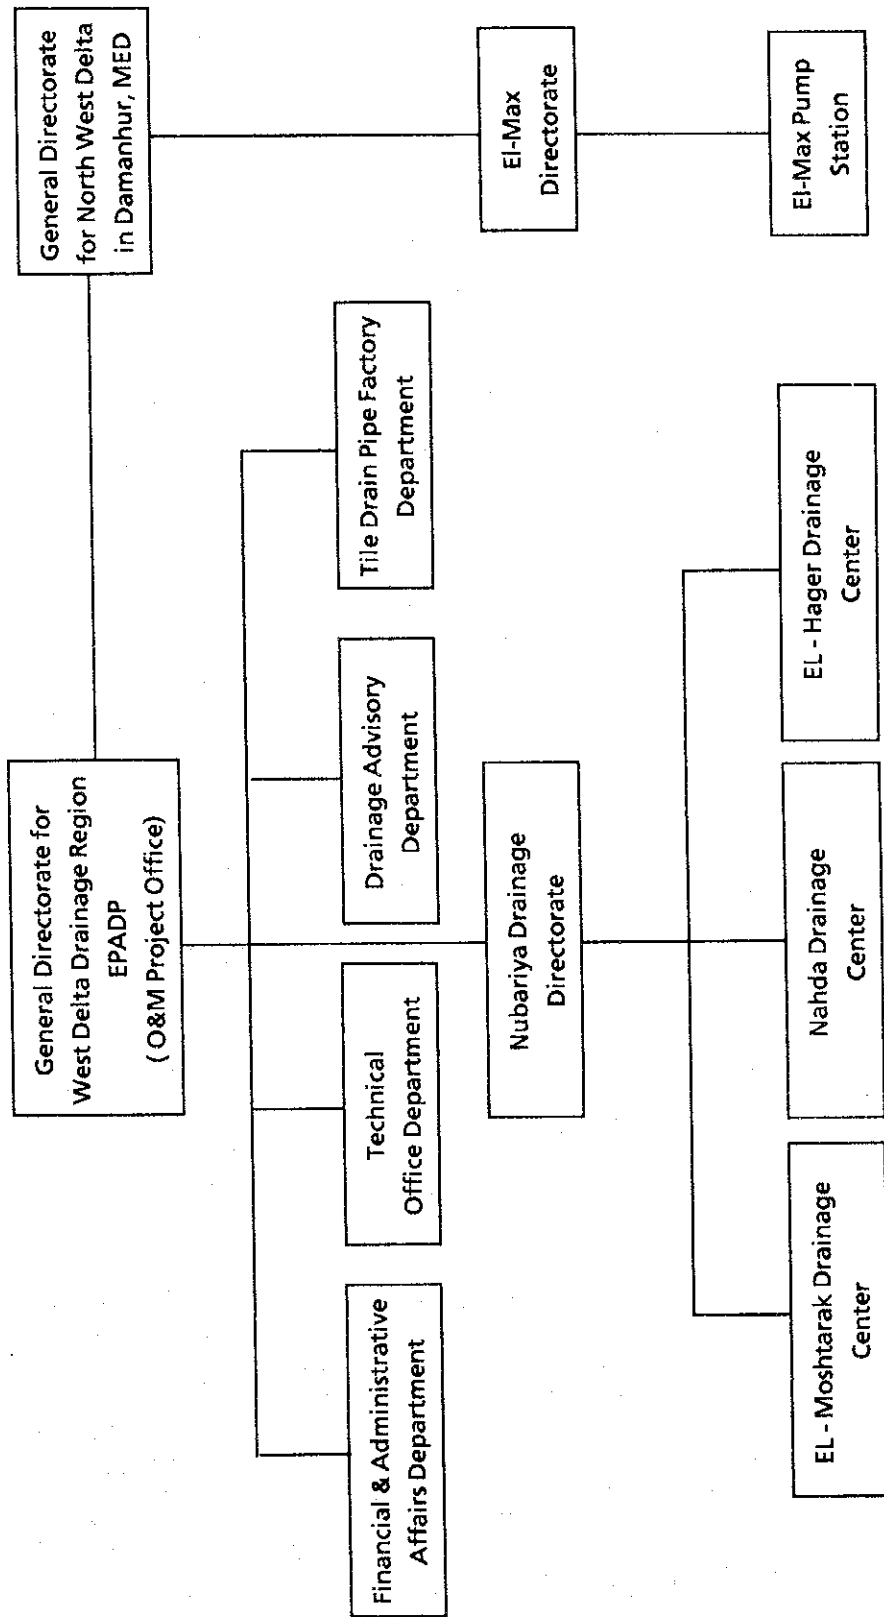 General Directorate for
West Delta Drainage Region
EPADP
( O&M Project Office)
General Directorate
for North West Delta
in Damanhur, MED
Financial & Administrative
Affairs Department
Technical
Office Department
Drainage Advisory
Department
Tile Drain Pipe Factory
Department
Nubariya Drainage
Directorate
El-Max
Directorate
EL - Moshtarak Drainage
Center
Nahda Drainage
Center
EL - Hager Drainage
Center
El-Max Pump
Station